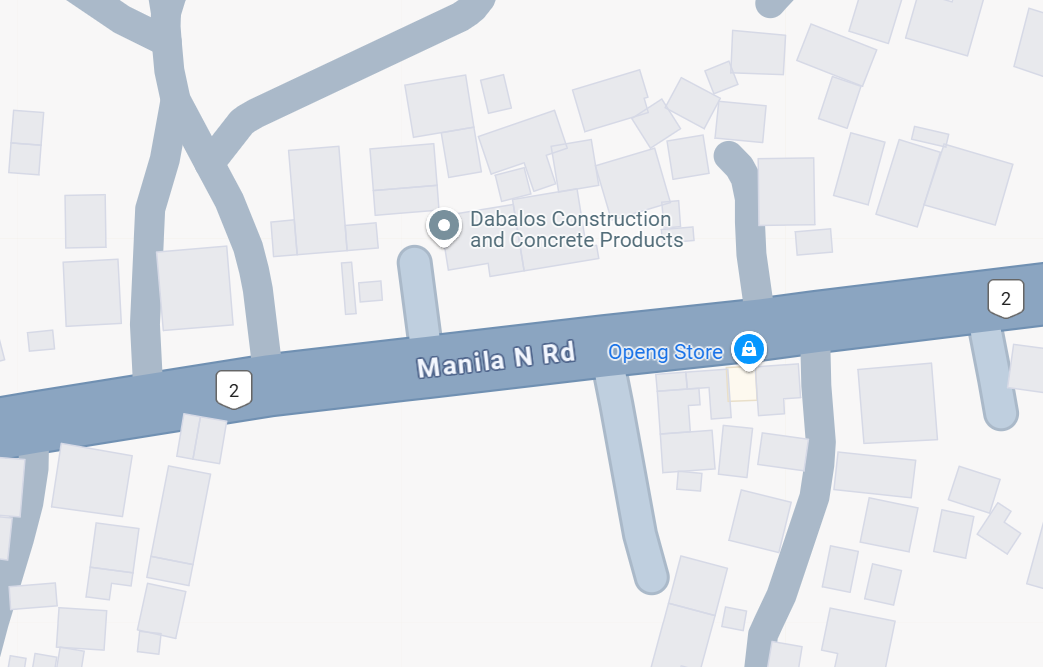 Dabalos Construction
and Concrete Products
2
Manila N Rd
Openg Store
2